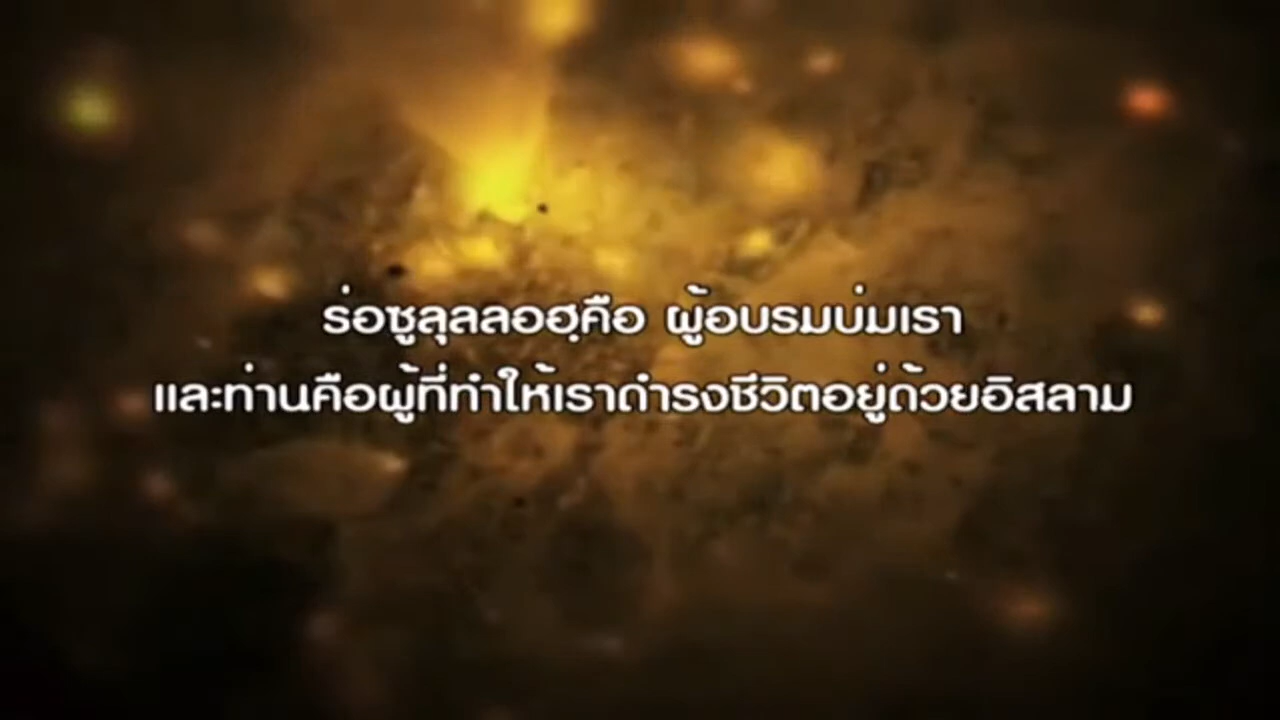 ร่อซูลุลลอฮฺคือ ผู้อบรมบ่มเรา
และท่านคือผู้ที่ทำให้เราดำรงชีวิตอยู่ด้วยอิสลาม